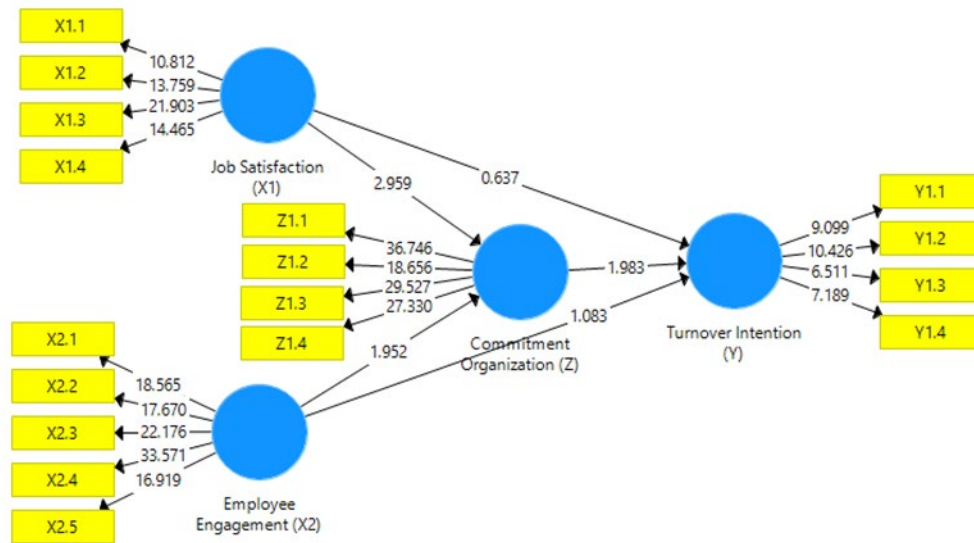 X1.1
X1.2
X1.3
X1.4
10.812
13.759
21.903
14.465
Job Satisfaction
(X1)
2.959
0.637
Z1.1
Z1.2
Z1.3
Z1.4
36.746
18.656
29.527
27.330
Commitment
Organization (Z)
1.983
1.083
1.952
Y1.1
Y1.2
Y1.3
Y1.4
9.099
10.426
6.511
7.189
Turnover Intention
(Y)
X2.1
X2.2
X2.3
X2.4
X2.5
18.565
17.670
22.176
33.571
16.919
Employee
Engagement (X2)